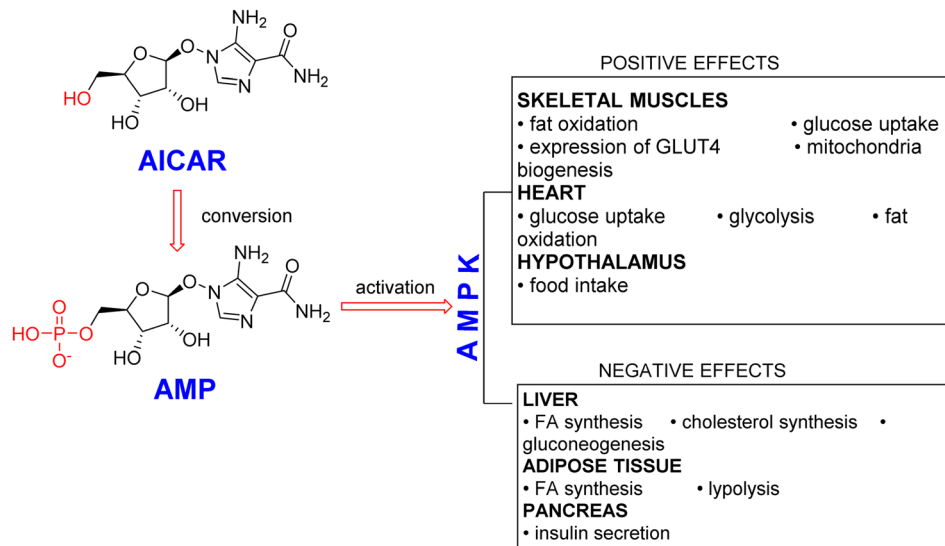 NH2
O
O
N
NH2
HO
N
HO
OH
AICAR
conversion
NH2
O
O
O
N
NH2
O
HO P O
N
O-
HO
OH
AMP
activation
AMPK
POSITIVE EFFECTS
SKELETAL MUSCLES
• fat oxidation • glucose uptake
• expression of GLUT4 • mitochondria
biogenesis
HEART
• glucose uptake • glycolysis • fat
oxidation
HYPOTHALAMUS
• food intake
NEGATIVE EFFECTS
LIVER
• FA synthesis • cholesterol synthesis •
gluconeogenesis
ADIPOSE TISSUE
• FA synthesis • lypolysis
PANCREAS
• insulin secretion